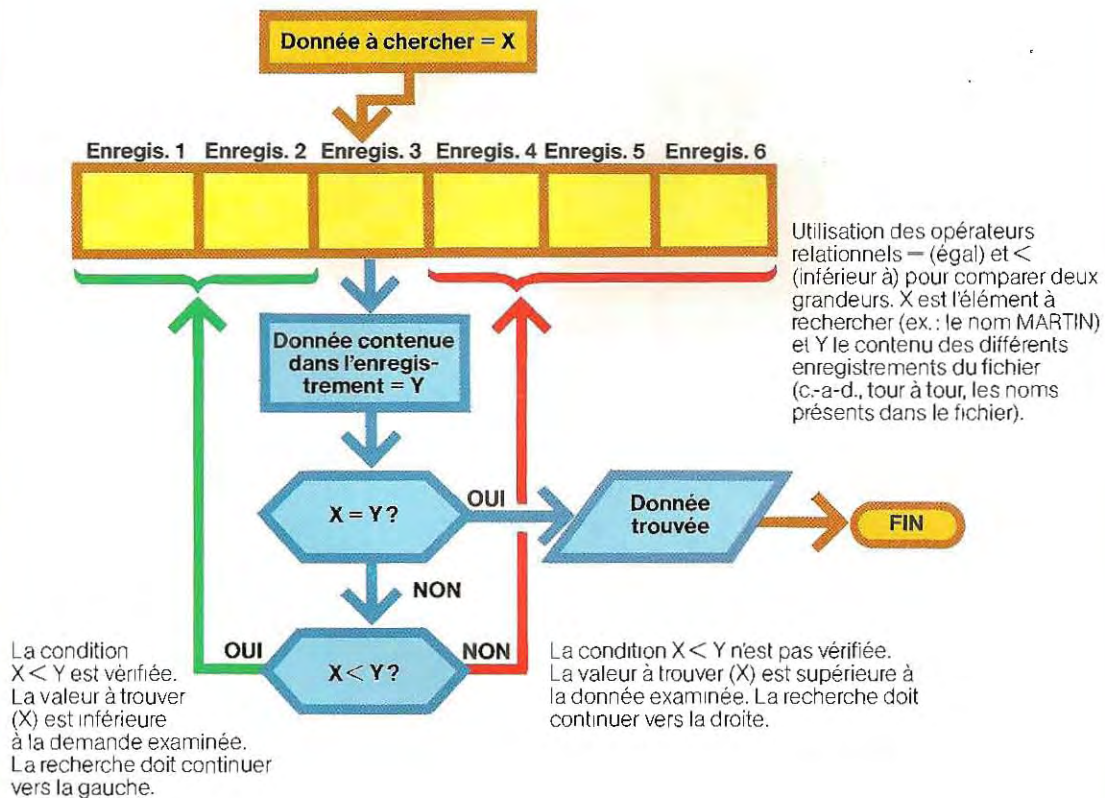 Donnée à chercher = X
Enregis. 1 Enregis. 2 Enregis. 3 Enregis. 4 Enregis. 5 Enregis. 6
Utilisation des opérateurs
relationnels = (égal) et <
(inférieur à) pour comparer deux
grandeurs. X est l'élément à
rechercher (ex.: le nom MARTIN)
et Y le contenu des différents
enregistrements du fichier
(c.-a-d., tour à tour, les noms
présents dans le fichier).
Donnée contenue
dans l'enregis-
trement = Y
X = Y?
OUI
Donnée
trouvée
FIN
NON
X < Y?
OUI
NON
La condition
X < Y est vérifiée.
La valeur à trouver
(X) est inférieure
à la demande examinée.
La recherche doit continuer
vers la gauche.
La condition X < Y n'est pas vérifiée.
La valeur à trouver (X) est supérieure à
la donnée examinée. La recherche doit
continuer vers la droite.